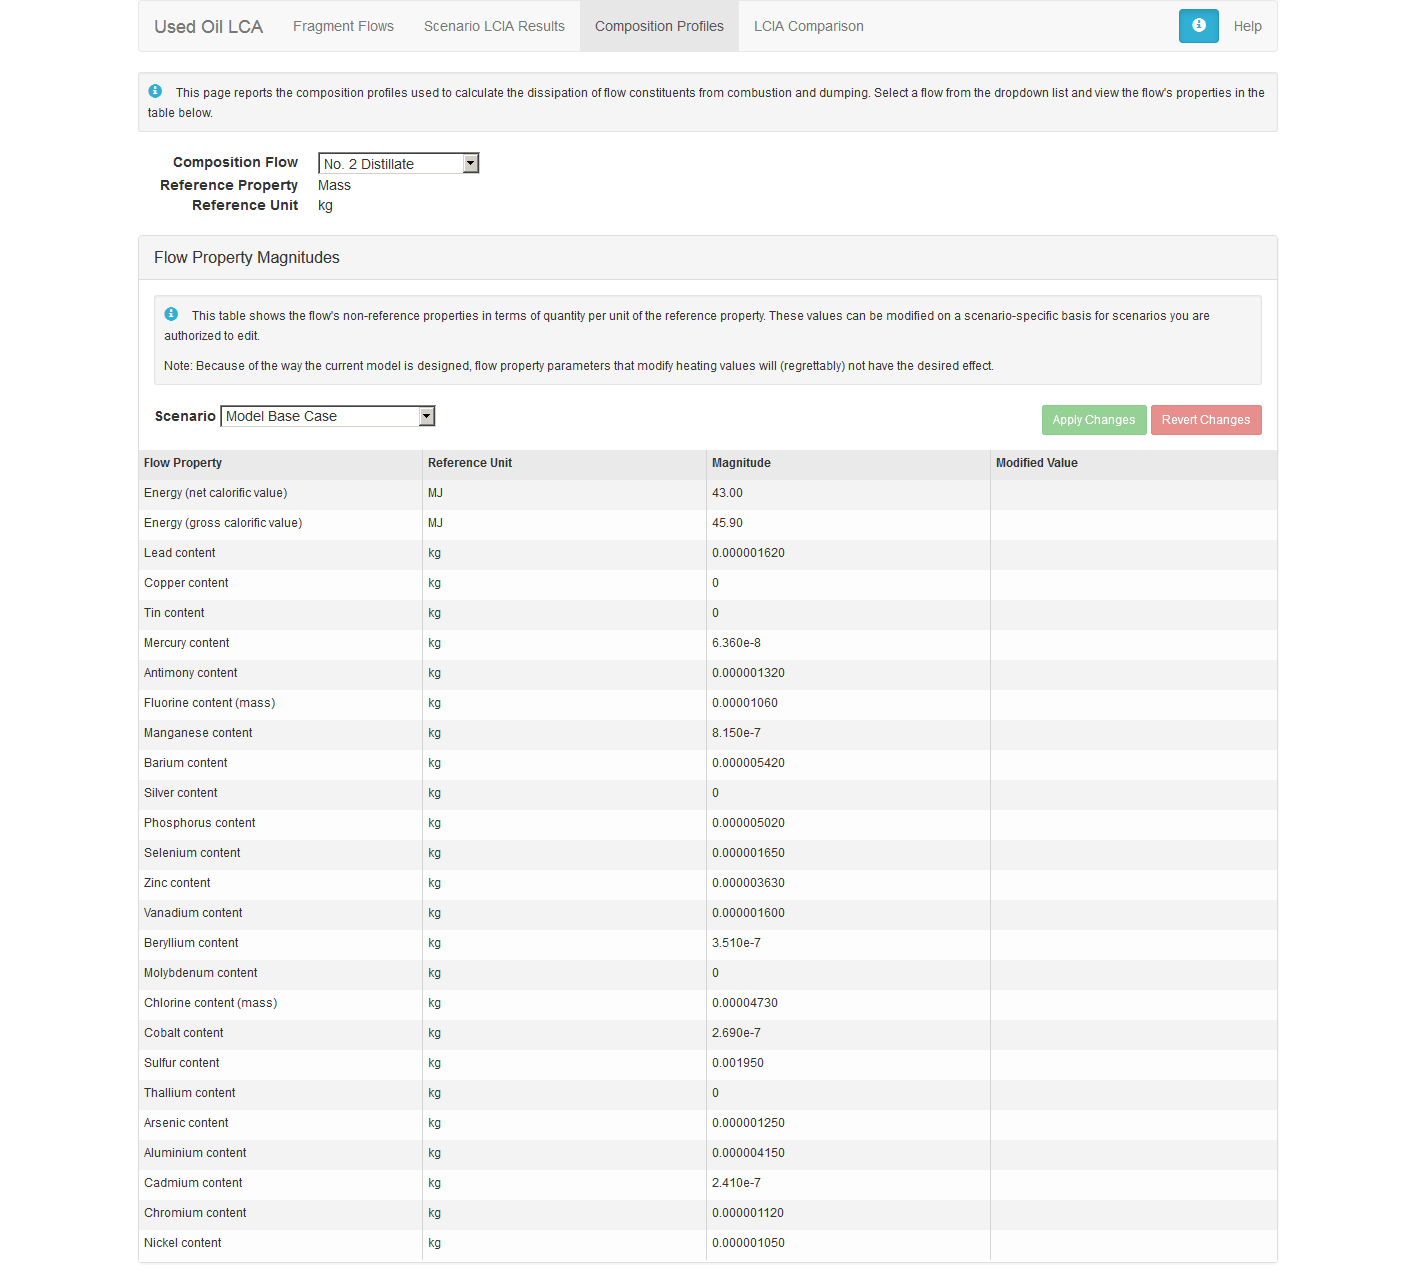 Used Oil LCA Fragment Flows Scenario LCIA Results Composition Profiles LCIA Comparison Help
This page reports the composition profiles used to calculate the dissipation of flow constituents from combustion and dumping. Select a flow from the dropdown list and view the flow's properties in the
table below.
Composition Flow No. 2 Distillate
Reference Property Mass
Reference Unit kg
Flow Property Magnitudes
This table shows the flow's non-reference properties in terms of quantity per unit of the reference property. These values can be modified on a scenario-specific basis for scenarios you are
authorized to edit.
Note: Because of the way the current model is designed, flow property parameters that modify heating values will (regrettably) not have the desired effect.
Scenario Model Base Case Apply Changes Revert Changes
Flow Property Reference Unit Magnitude Modified Value
Energy (net calorific value) MJ 43.00
Energy (gross calorific value) MJ 45.90
Lead content kg 0.000001620
Copper content kg 0
Tin content kg 0
Mercury content kg 6.360e-8
Antimony content kg 0.000001320
Fluorine content (mass) kg 0.00001060
Manganese content kg 8.150e-7
Barium content kg 0.000005420
Silver content kg 0
Phosphorus content kg 0.000005020
Selenium content kg 0.000001650
Zinc content kg 0.000003630
Vanadium content kg 0.000001600
Beryllium content kg 3.510e-7
Molybdenum content kg 0
Chlorine content (mass) kg 0.00004730
Cobalt content kg 2.690e-7
Sulfur content kg 0.001950
Thallium content kg 0
Arsenic content kg 0.000001250
Aluminium content kg 0.000004150
Cadmium content kg 2.410e-7
Chromium content kg 0.000001120
Nickel content kg 0.000001050